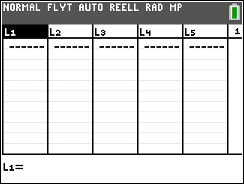 NORMAL FLYT AUTO REELL RAD MP
L1 L2 L3 L4 L5 1
------ ------ ------ ------ ------
L1=